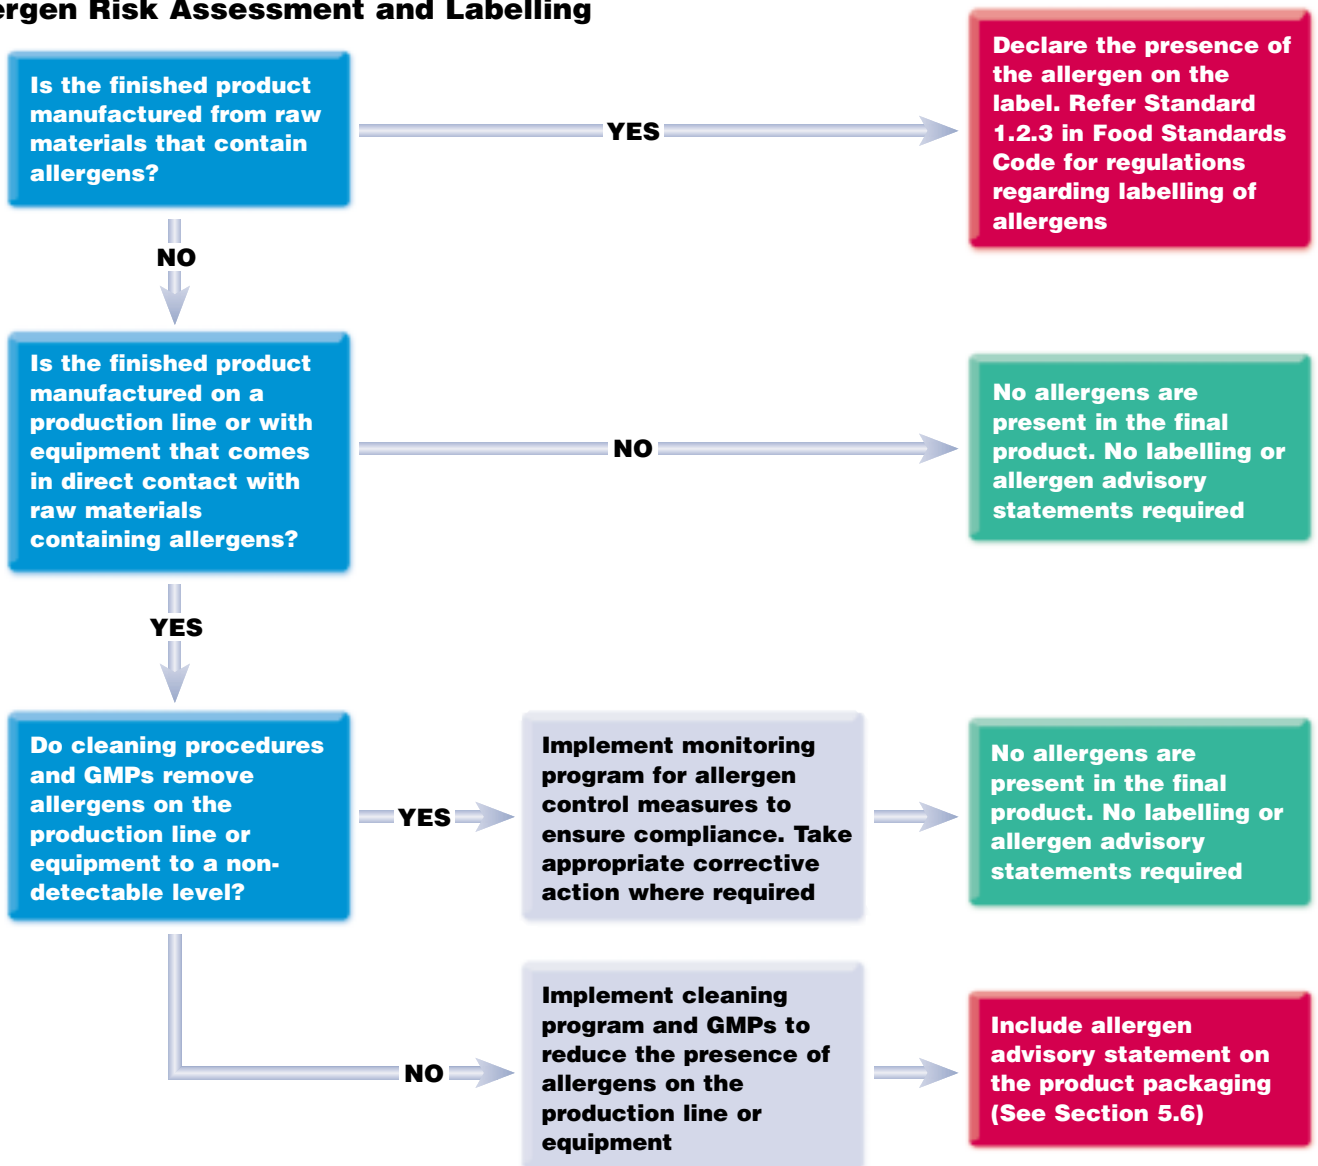 Risk Assessment and Labelling
Is the finished product
manufactured from raw
materials that contain
allergens?
YES
Declare the presence of
the allergen on the
label. Refer Standard
1.2.3 in Food Standards
Code for regulations
regarding labelling of
allergens
NO
Is the finished product
manufactured on a
production line or with
equipment that comes
in direct contact with
raw materials
containing allergens?
NO
No allergens are
present in the final
product. No labelling or
allergen advisory
statements required
YES
Do cleaning procedures
and GMPs remove
allergens on the
production line or
equipment to a non-
detectable level?
YES
Implement monitoring
program for allergen
control measures to
ensure compliance. Take
appropriate corrective
action where required
No allergens are
present in the final
product. No labelling or
allergen advisory
statements required
NO
Implement cleaning
program and GMPs to
reduce the presence of
allergens on the
production line or
equipment
Include allergen
advisory statement on
the product packaging
(See Section 5.6)